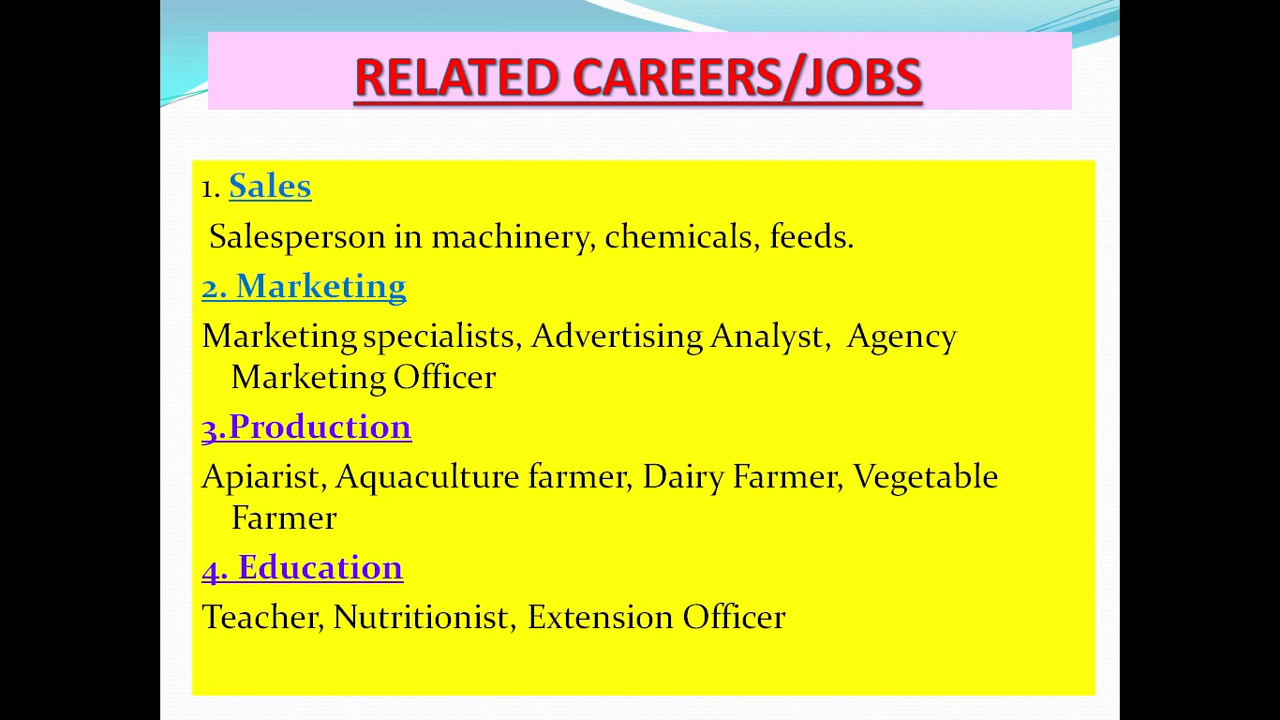 RELATED CAREERS/JOBS
1. Sales
Salesperson in machinery, chemicals, feeds.
2. Marketing
Marketing specialists, Advertising Analyst,  Agency
Marketing Officer
3.Production
Apiarist, Aquaculture farmer, Dairy Farmer, Vegetable
Farmer
4. Education
Teacher, Nutritionist, Extension Officer